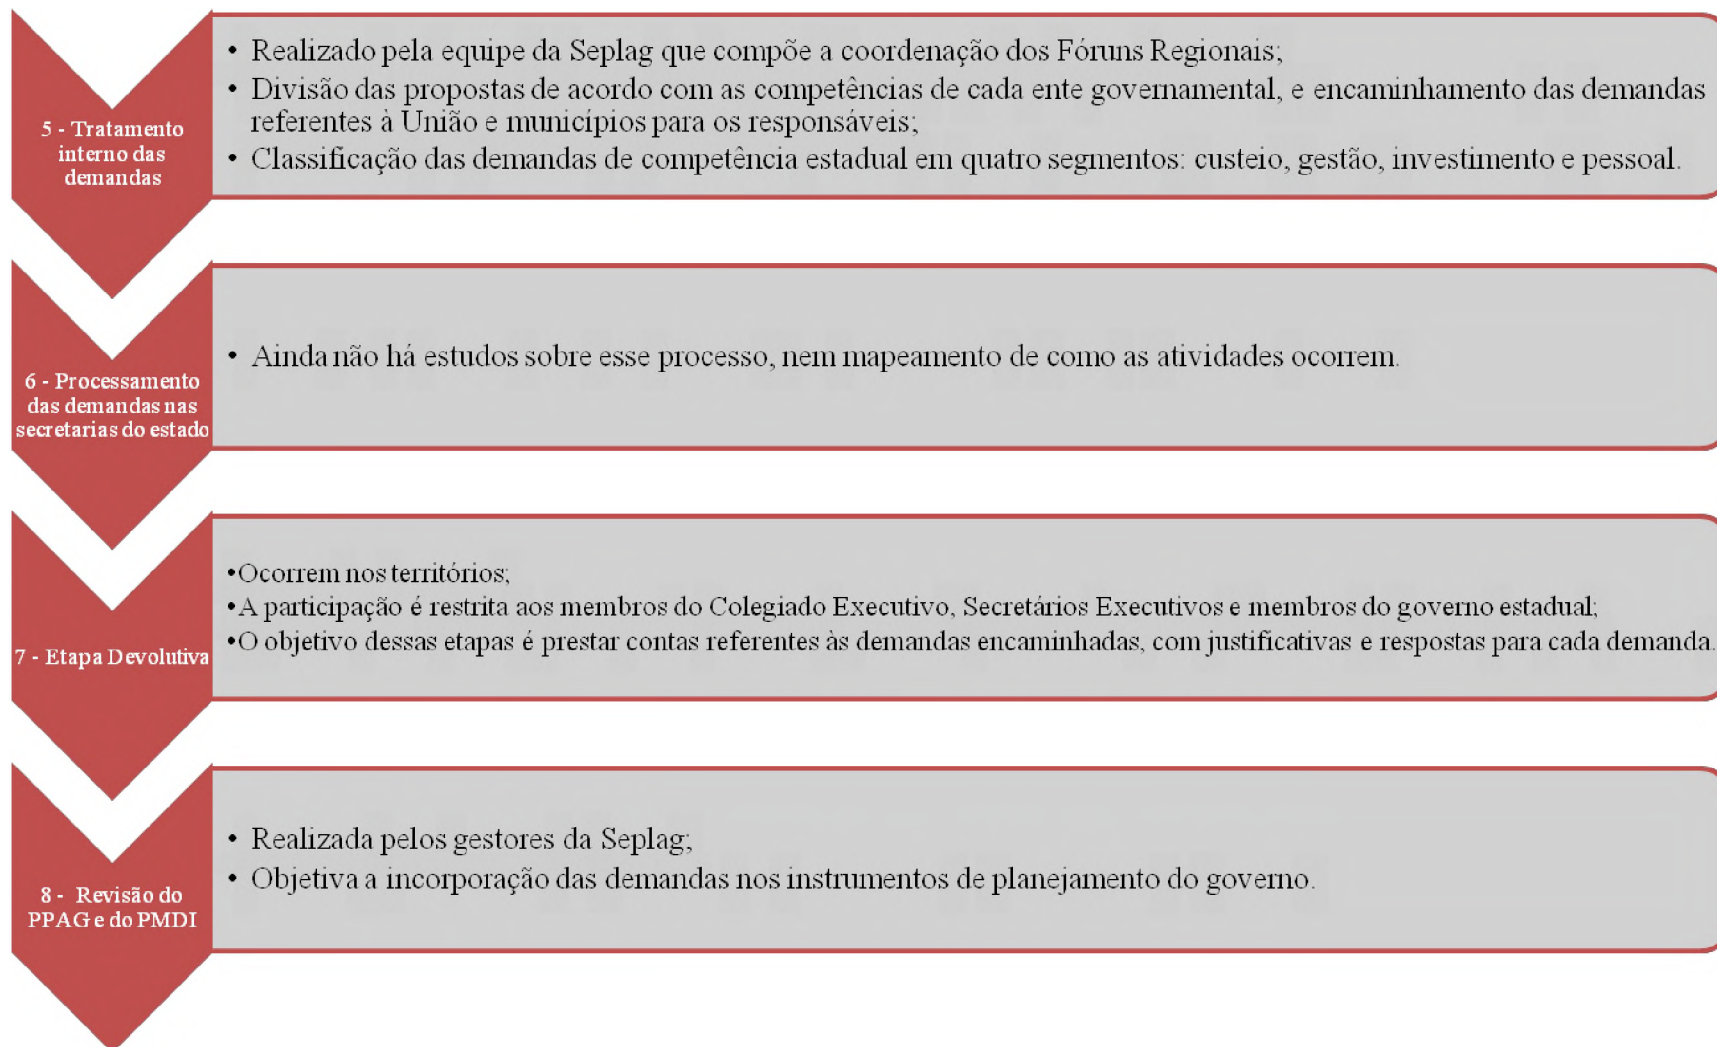 5 - Tratamento
interno das
demandas
• Realizado pela equipe da Seplag que compõe a coordenação dos Fóruns Regionais;
• Divisão das propostas de acordo com as competências de cada ente governamental, e encaminhamento das demandas
referentes à União e municípios para os responsáveis;
• Classificação das demandas de competência estadual em quatro segmentos: custeio, gestão, investimento e pessoal.
6 - Processamento
das demandas nas
secretarias do estado
• Ainda não há estudos sobre esse processo, nem mapeamento de como as atividades ocorrem.
7 - Etapa Devolutiva
•Ocorrem nos territórios;
•A participação é restrita aos membros do Colegiado Executivo, Secretários Executivos e membros do governo estadual;
•O objetivo dessas etapas é prestar contas referentes às demandas encaminhadas, com justificativas e respostas para cada demanda.
8 - Revisão do
PPAG e do PMDI
• Realizada pelos gestores da Seplag;
• Objetiva a incorporação das demandas nos instrumentos de planejamento do governo.